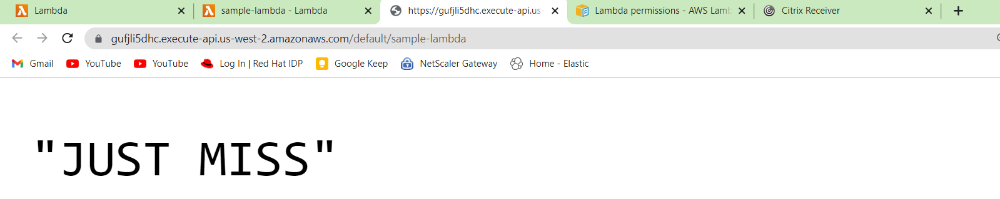 Lambda
sample-lambda - Lambda
https://gufjli5dhc.execute-api.us-
Lambda permissions - AWS Lamb
Citrix Receiver
gufjli5dhc.execute-api.us-west-2.amazonaws.com/default/sample-lambda
Gmail YouTube YouTube Log In | Red Hat IDP Google Keep NetScaler Gateway Home - Elastic
"JUST MISS"